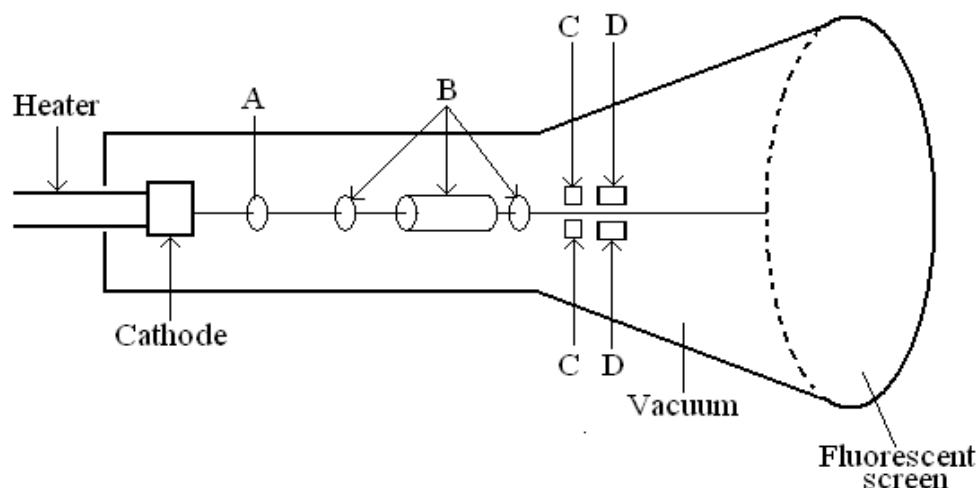 C D
B
A
Heater
Cathode
C D
Vacuum
Fluorescent
screen